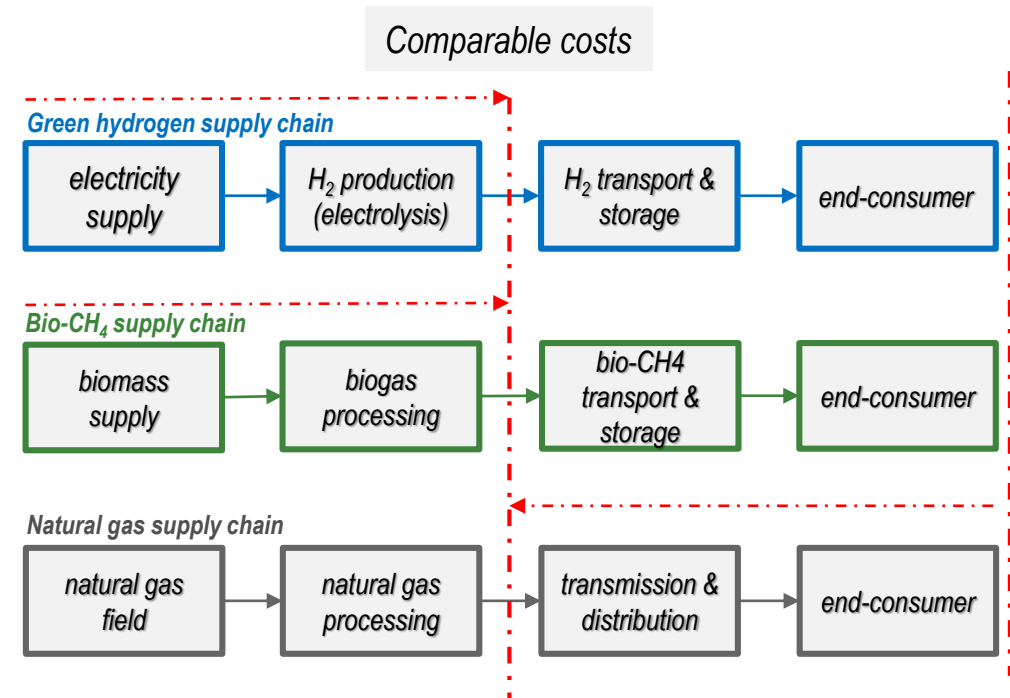 Comparable costs
Green hydrogen supply chain
electricity
supply
H₂ production
(electrolysis)
H₂ transport &
storage
end-consumer
Bio-CH₄ supply chain
biomass
supply
biogas
processing
bio-CH4
transport &
storage
end-consumer
Natural gas supply chain
natural gas
field
natural gas
processing
transmission &
distribution
end-consumer